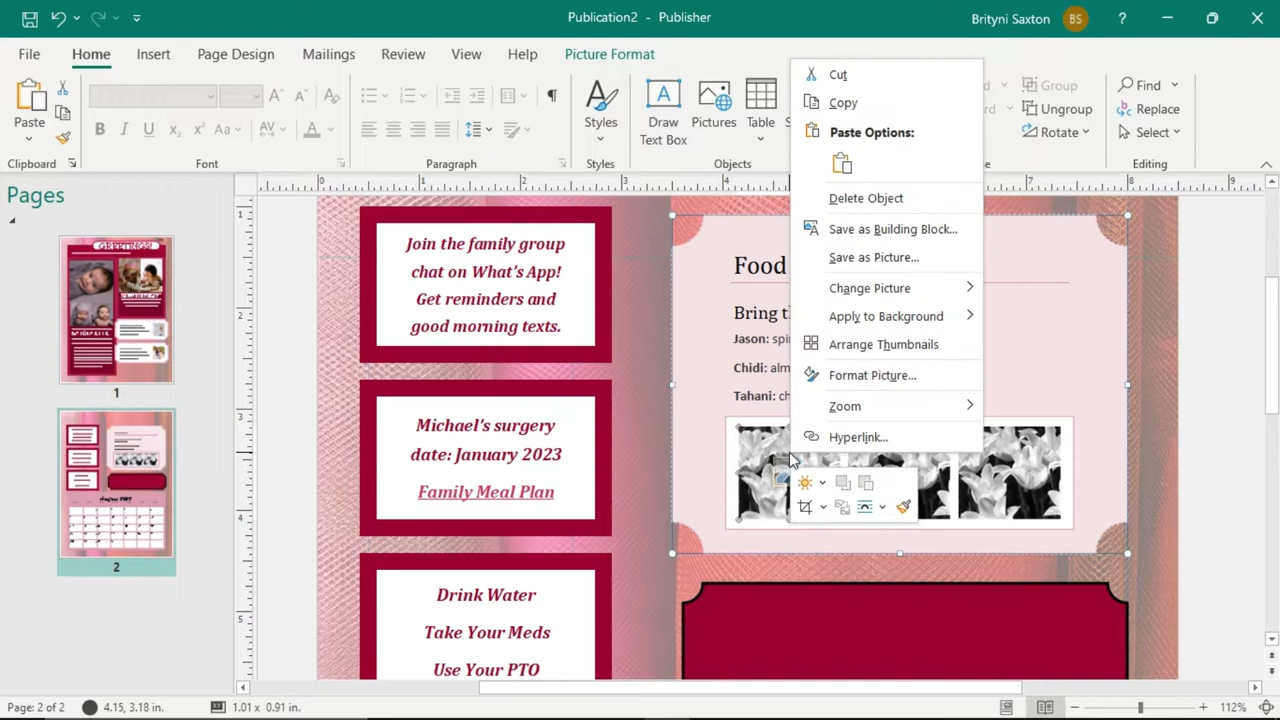 Publication2 - Publisher
Brityni Saxton
BS
File
Home
Insert
Page Design
Mailings
Review
View
Help
Picture Format
Paste
Styles
Draw
Text Box
Pictures
Table
Group
Ungroup
Rotate
Find
Replace
Select
Clipboard
Font
Paragraph
Styles
Objects
Editing
Pages
GREETINGS!
1
2
Join the family group
chat on What's App!
Get reminders and
good morning texts.
Michael's surgery
date: January 2023
Family Meal Plan
Drink Water
Take Your Meds
Use Your PTO
Food
Bring
Jason:
Chidi:
Tahani:
Cut
Copy
Paste Options:
Delete Object
Save as Building Block...
Save as Picture...
Change Picture
Apply to Background
Arrange Thumbnails
Format Picture...
Zoom
Hyperlink...
Page: 2 of 2
4.15, 3.18 in.
1.01 x 0.91 in.
112%